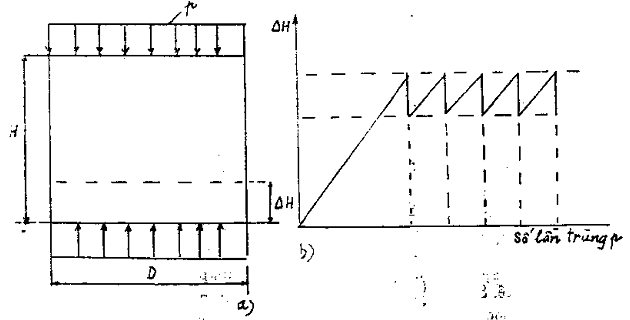 p
ΔH
H
ΔH
D
a)
b)
Số lần trùng p